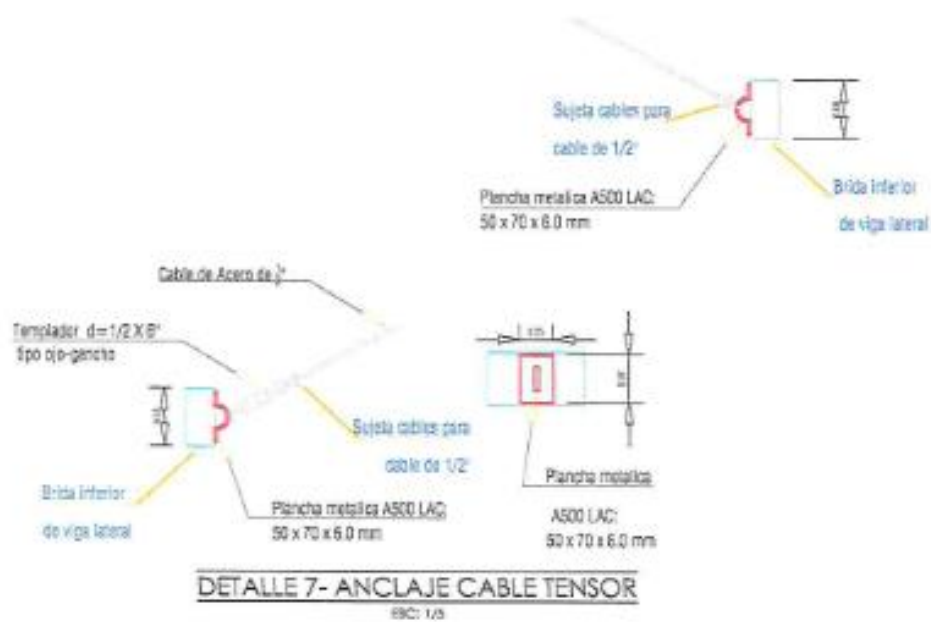 Sujeta cables para
cable de 1/2"
Plancha metalica A500 LAC:
50 x 70 x 6.0 mm
Brida inferior
de viga lateral
Cable de Acero de
Templador d=1/2 X 6"
tipo ojo-gancho
Sujeta cables para
cable de 1/2"
Brida inferior
de viga lateral
Plancha metalica A500 LAC:
50 x 70 x 6.0 mm
Plancha metalica
A500 LAC:
50 x 70 x 6.0 mm
DETALLE 7- ANCLAJE CABLE TENSOR
ESC: 1/5